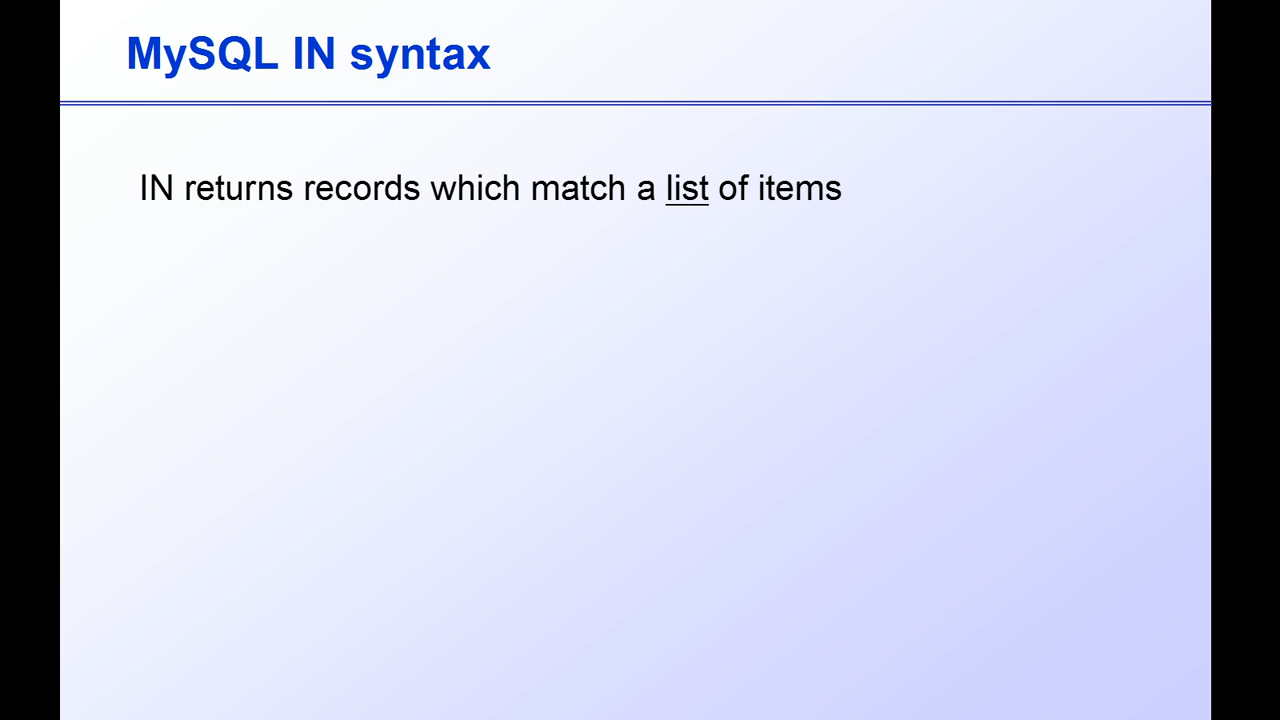 MySQL IN syntax
IN returns records which match a list of items